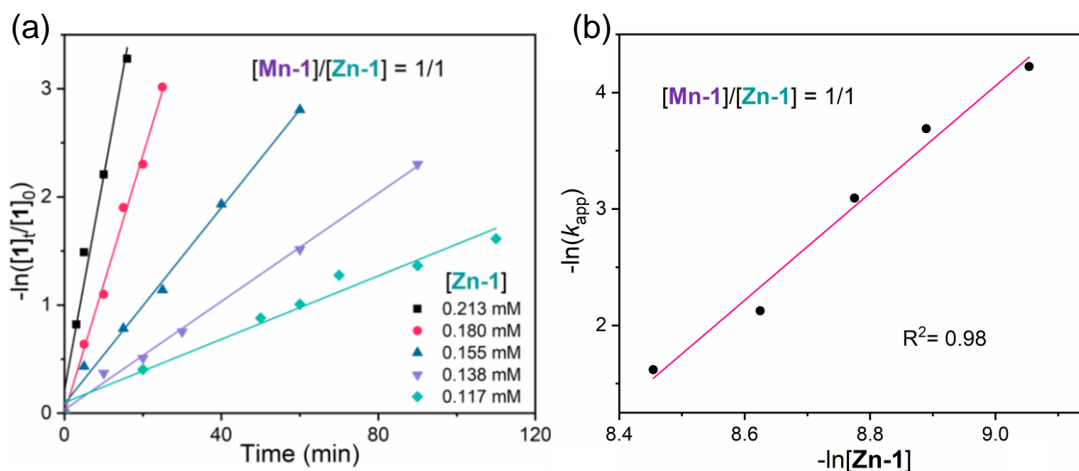 (a)
[Mn-1]/[Zn-1] = 1/1
-ln([1]t/[1]0)
3
2
1
0
[Zn-1]
0.213 mM
0.180 mM
0.155 mM
0.138 mM
0.117 mM
0 40 80 120
Time (min)
(b)
[Mn-1]/[Zn-1] = 1/1
-ln(kapp)
-4
-3
-2
R²= 0.98
8.4 8.6 8.8 9.0
-ln[Zn-1]